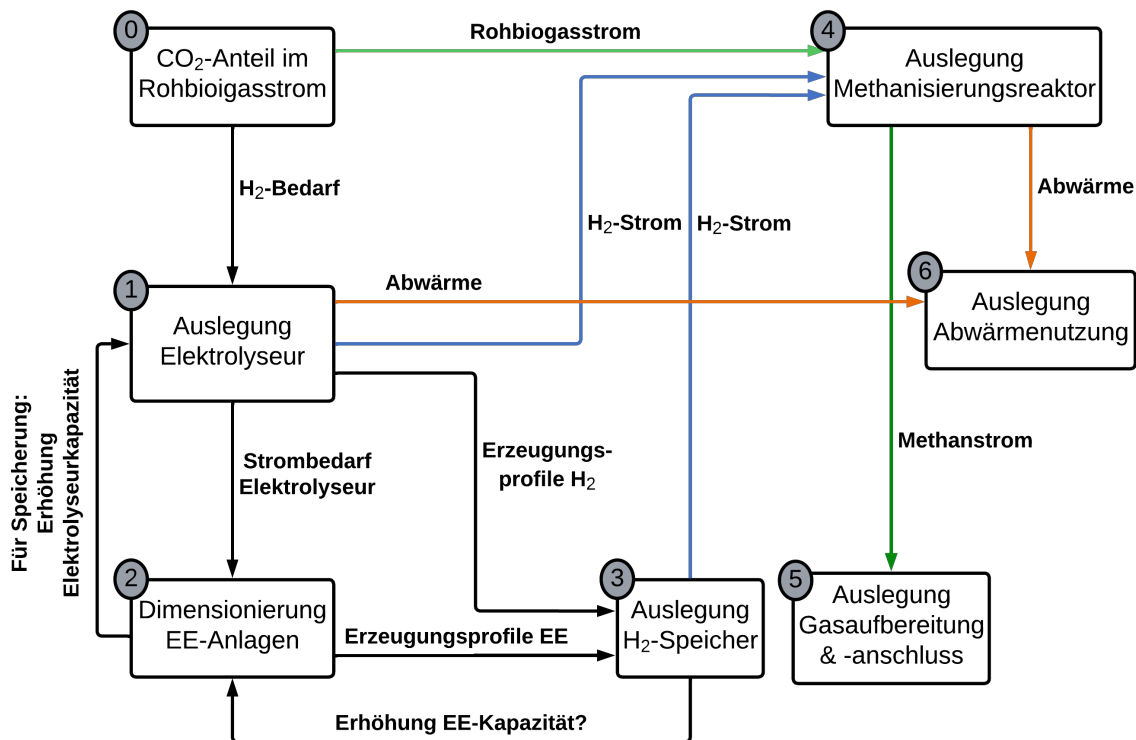 0
CO₂-Anteil im
Rohbioigasstrom
Rohbiogasstrom
4
Auslegung
Methanisierungsreaktor
H₂-Bedarf
H₂-Strom
H₂-Strom
Abwärme
1
Auslegung
Elektrolyseur
Abwärme
6
Auslegung
Abwärmenutzung
Für Speicherung:
Erhöhung
Elektrolyseurkapazität
Strombedarf
Elektrolyseur
Erzeugungs-
profile H₂
Methanstrom
2
Dimensionierung
EE-Anlagen
Erzeugungsprofile EE
3
Auslegung
H₂-Speicher
5
Auslegung
Gasaufbereitung
& -anschluss
Erhöhung EE-Kapazität?